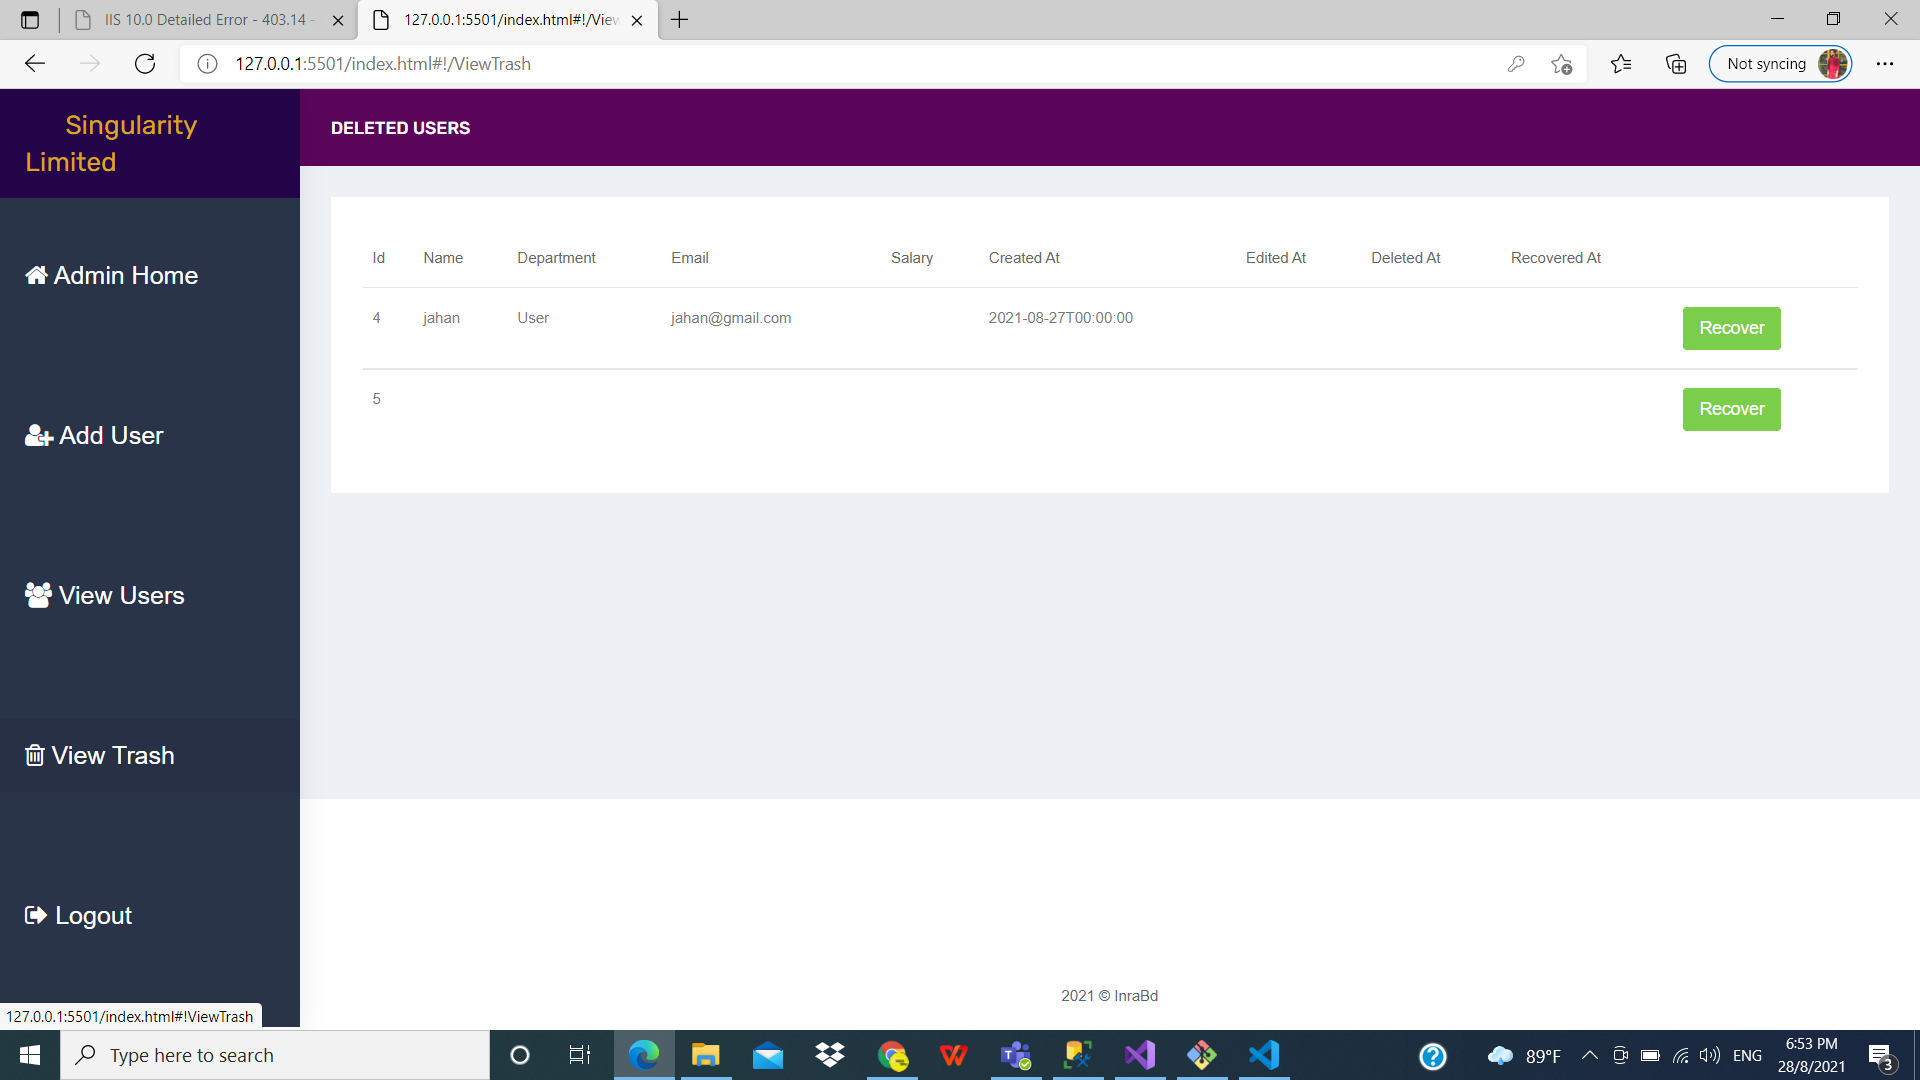 IIS 10.0 Detailed Error - 403.14 -
127.0.0.1:5501/index.html#!/View
127.0.0.1:5501/index.html#!/ViewTrash
Not syncing
Singularity
Limited
DELETED USERS
Admin Home
Add User
View Users
View Trash
Logout
Id Name Department Email Salary Created At Edited At Deleted At Recovered At
4 jahan User jahan@gmail.com 2021-08-27T00:00:00 Recover
5 Recover
2021 © InraBd
127.0.0.1:5501/index.html#!ViewTrash
Type here to search
89°F
ENG
6:53 PM
28/8/2021
3